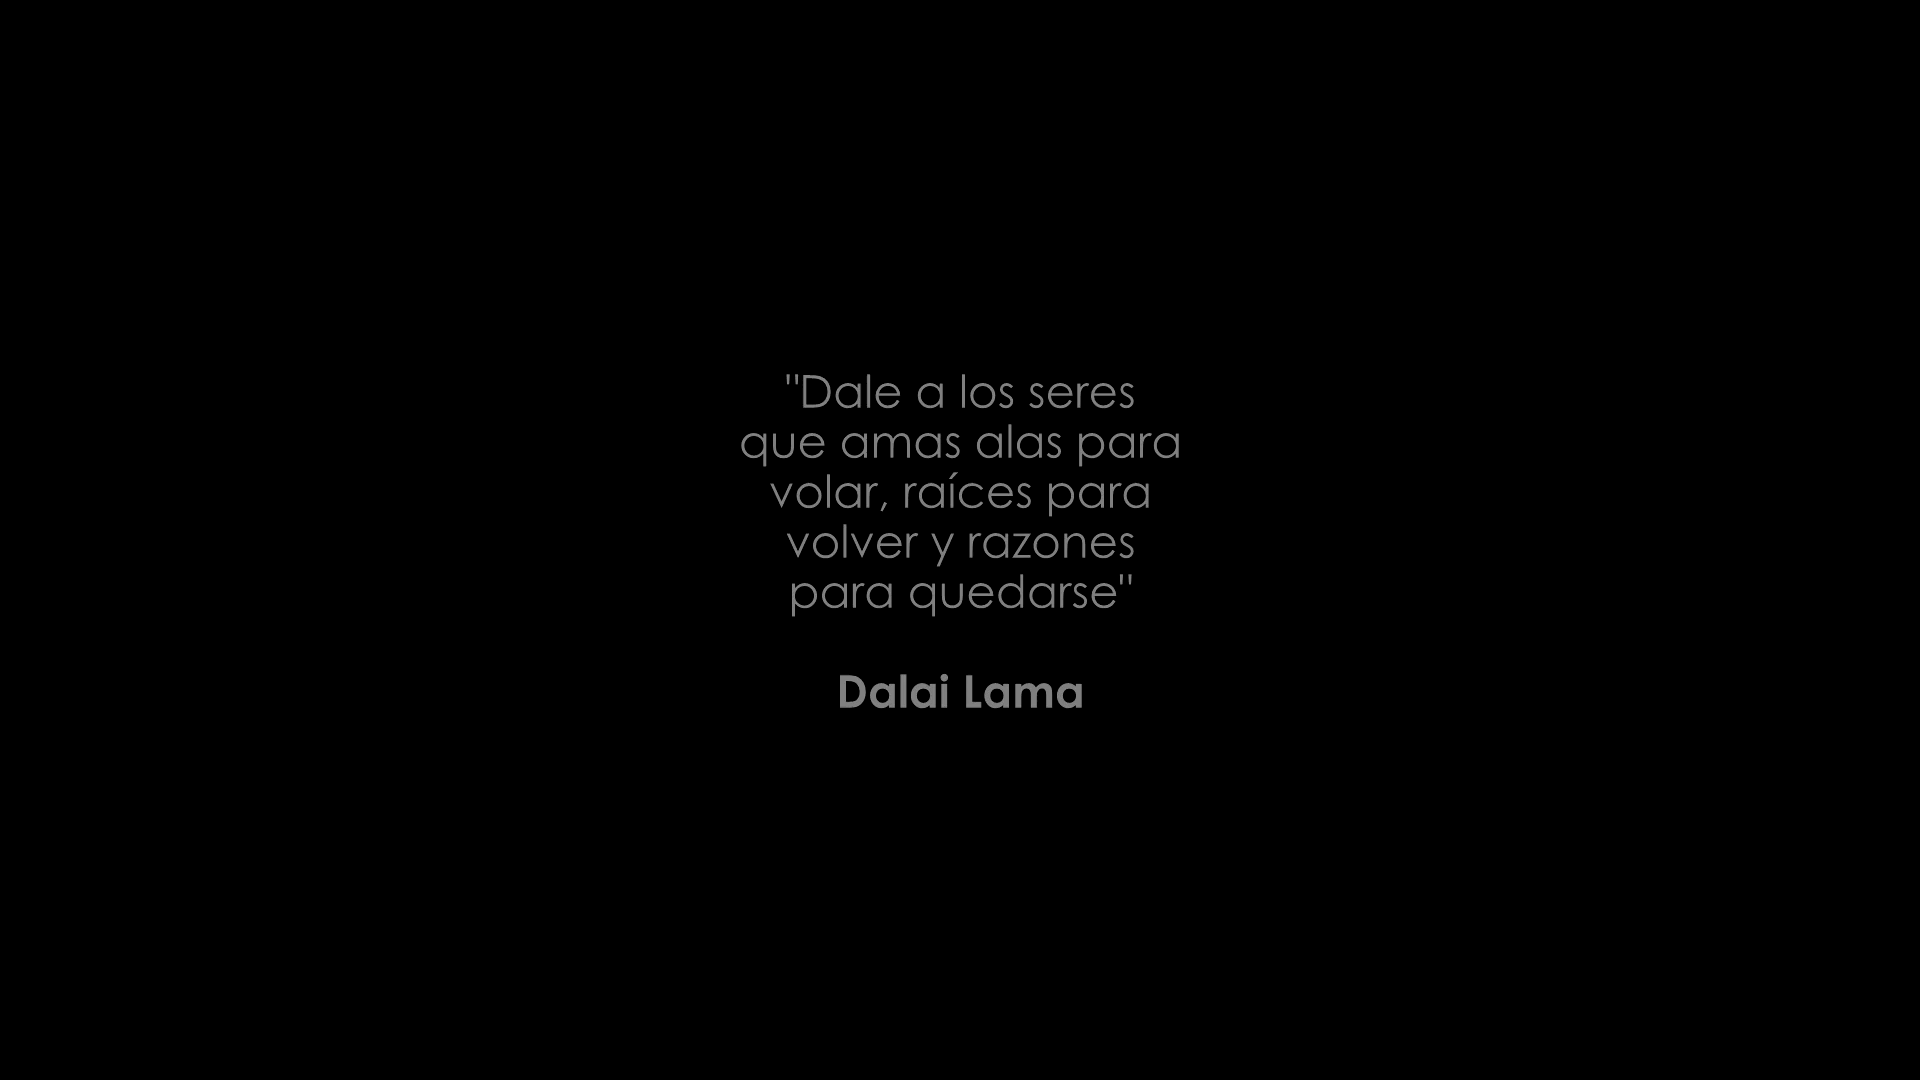 "Dale a los seres
que amas alas para
volar, raíces para
volver y razones
para quedarse"
Dalai Lama